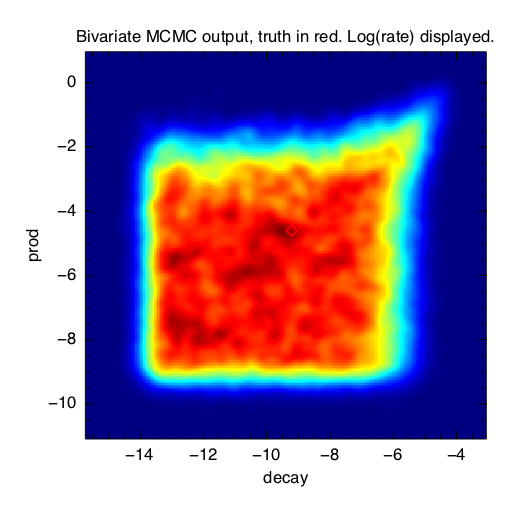 Bivariate MCMC output, truth in red. Log(rate) displayed.
0
−2
−4
prod
−6
−8
−10
−14 −12 −10 −8 −6 −4
decay